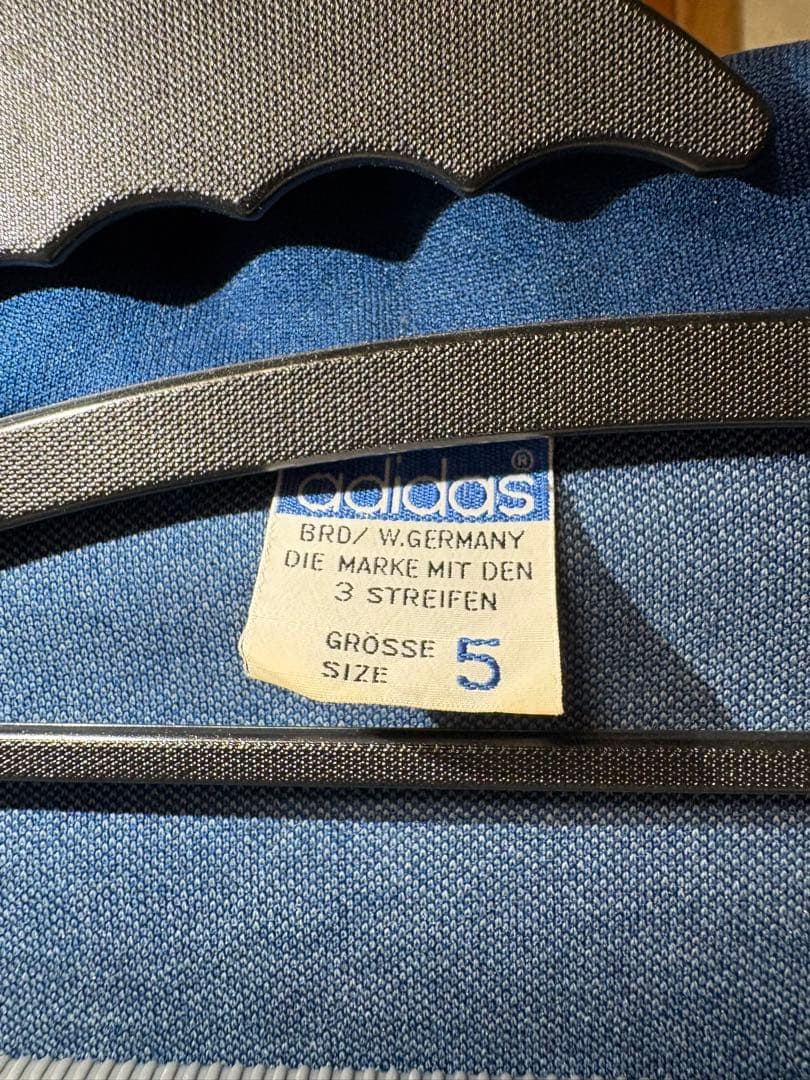 adidas®
BRD/ W.GERMANY
DIE MARKE MIT DEN
3 STREIFEN
GRÖSSE 5
SIZE